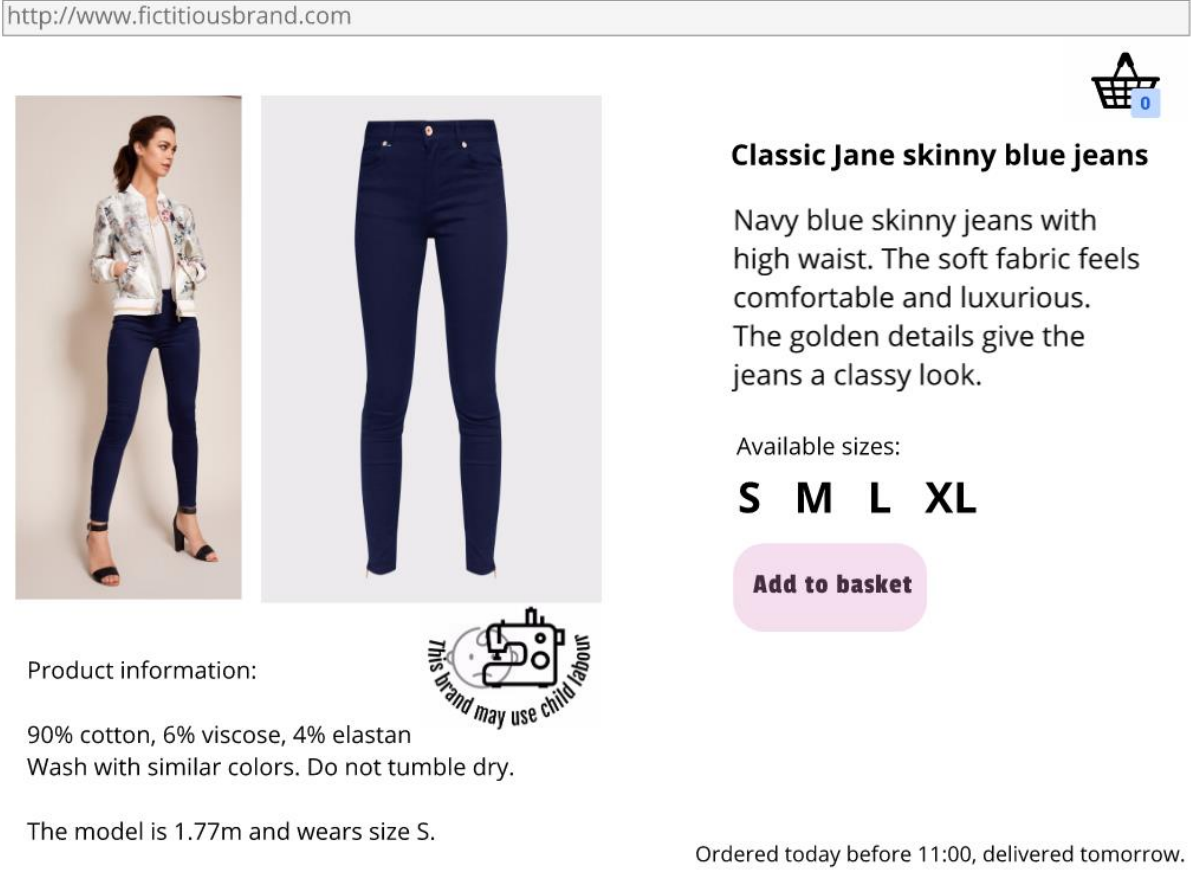 http://www.fictitiousbrand.com
0
Classic Jane skinny blue jeans
Navy blue skinny jeans with
high waist. The soft fabric feels
comfortable and luxurious.
The golden details give the
jeans a classy look.
Available sizes:
S M L XL
Add to basket
This brand may use child labour
Product information:
90% cotton, 6% viscose, 4% elastan
Wash with similar colors. Do not tumble dry.
The model is 1.77m and wears size S.
Ordered today before 11:00, delivered tomorrow.